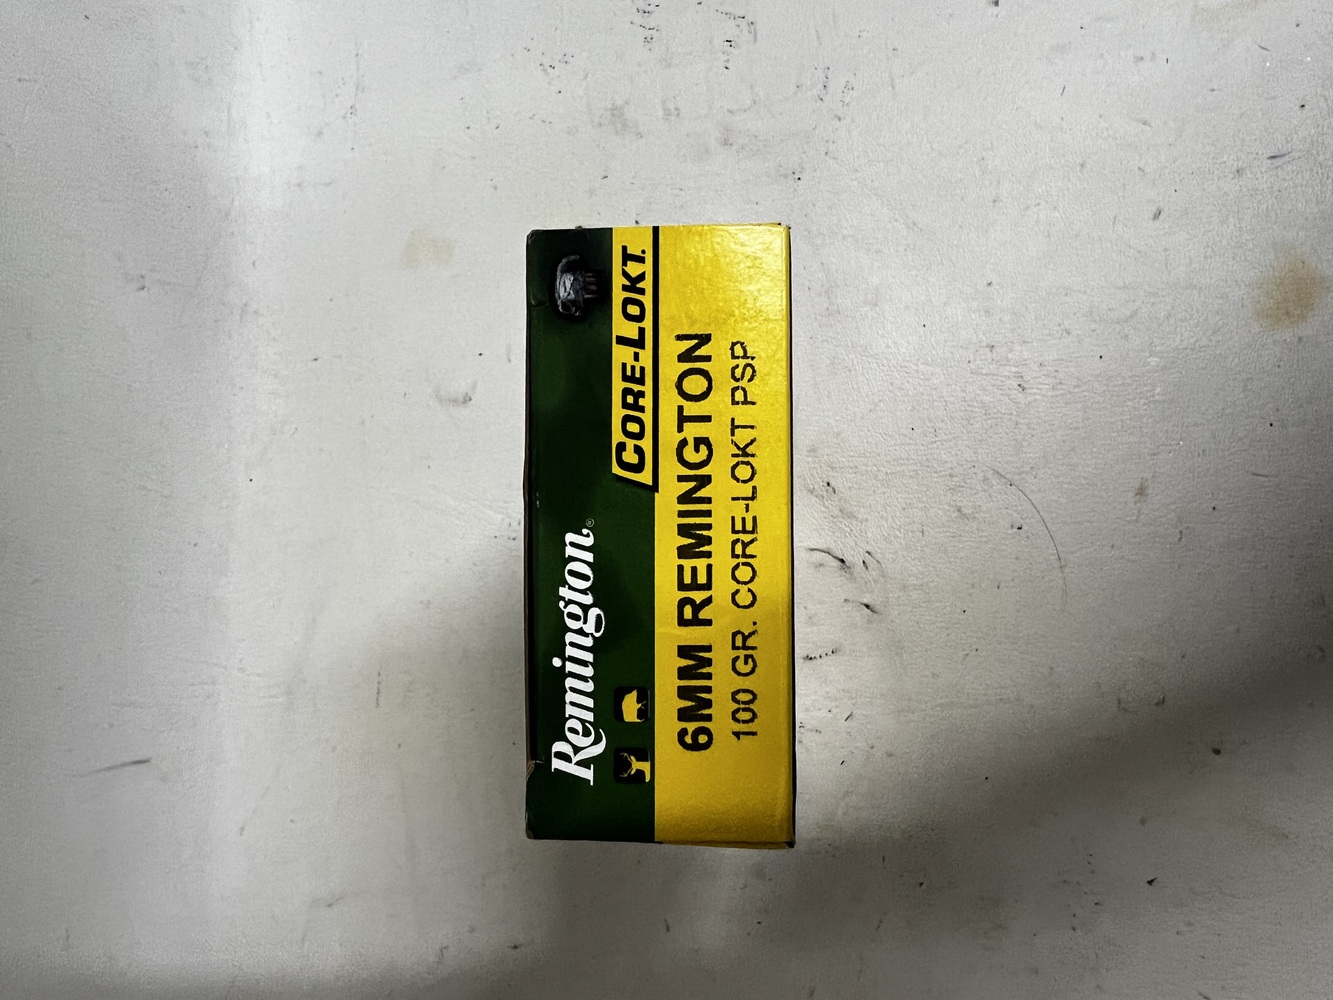 Remington®
CORE-LOKT.
6MM REMINGTON
100 GR. CORE-LOKT PSP